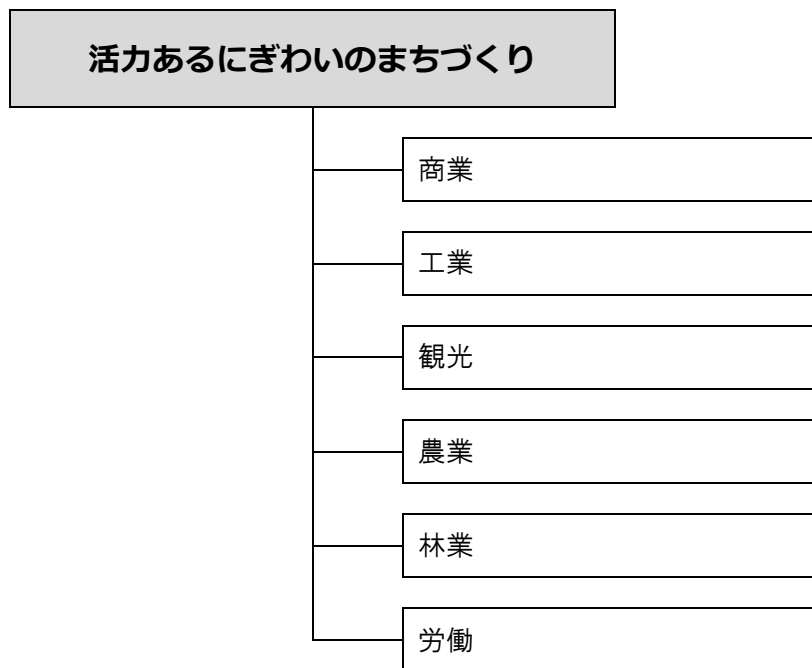 活力あるにぎわいのまちづくり
商業
工業
観光
農業
林業
労働